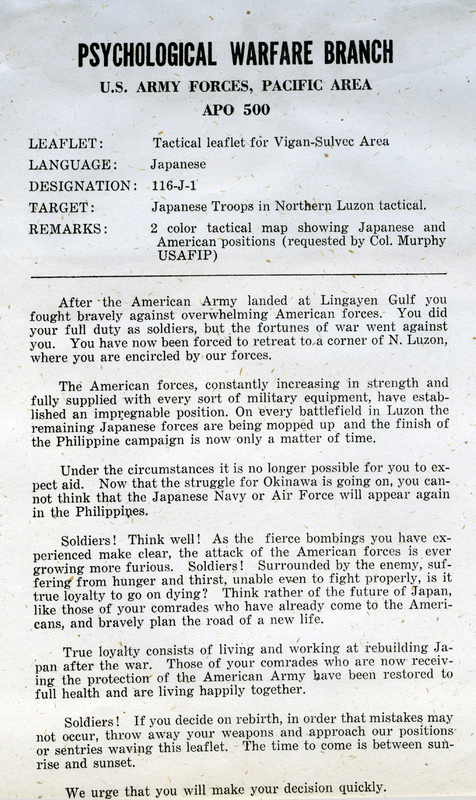 PSYCHOLOGICAL WARFARE BRANCH
U.S. ARMY FORCES, PACIFIC AREA
APO 500
LEAFLET: Tactical leaflet for Vigan-Sulvec Area
LANGUAGE: Japanese
DESIGNATION: 116-J-1
TARGET: Japanese Troops in Northern Luzon tactical.
REMARKS: 2 color tactical map showing Japanese and
American positions (requested by Col. Murphy
USAFIP)
After the American Army landed at Lingayen Gulf you
fought bravely against overwhelming American forces. You did
your full duty as soldiers, but the fortunes of war went against
you. You have now been forced to retreat to a corner of N. Luzon,
where you are encircled by our forces.
The American forces, constantly increasing in strength and
fully supplied with every sort of military equipment, have estab-
lished an impregnable position. On every battlefield in Luzon the
remaining Japanese forces are being mopped up and the finish of
the Philippine campaign is now only a matter of time.
Under the circumstances it is no longer possible for you to ex-
pect aid. Now that the struggle for Okinawa is going on, you can-
not think that the Japanese Navy or Air Force will appear again
in the Philippines.
Soldiers! Think well! As the fierce bombings you have ex-
perienced make clear, the attack of the American forces is ever
growing more furious. Soldiers! Surrounded by the enemy, suf-
fering from hunger and thirst, unable even to fight properly, is it
true loyalty to go on dying? Think rather of the future of Japan,
like those of your comrades who have already come to the Ameri-
cans, and bravely plan the road of a new life.
True loyalty consists of living and working at rebuilding Ja-
pan after the war. Those of your comrades who are now receiv-
ing the protection of the American Army have been restored to
full health and are living happily together.
Soldiers! If you decide on rebirth, in order that mistakes may
not occur, throw away your weapons and approach our positions
or sentries waving this leaflet. The time to come is between sun-
rise and sunset.
We urge that you will make your decision quickly.